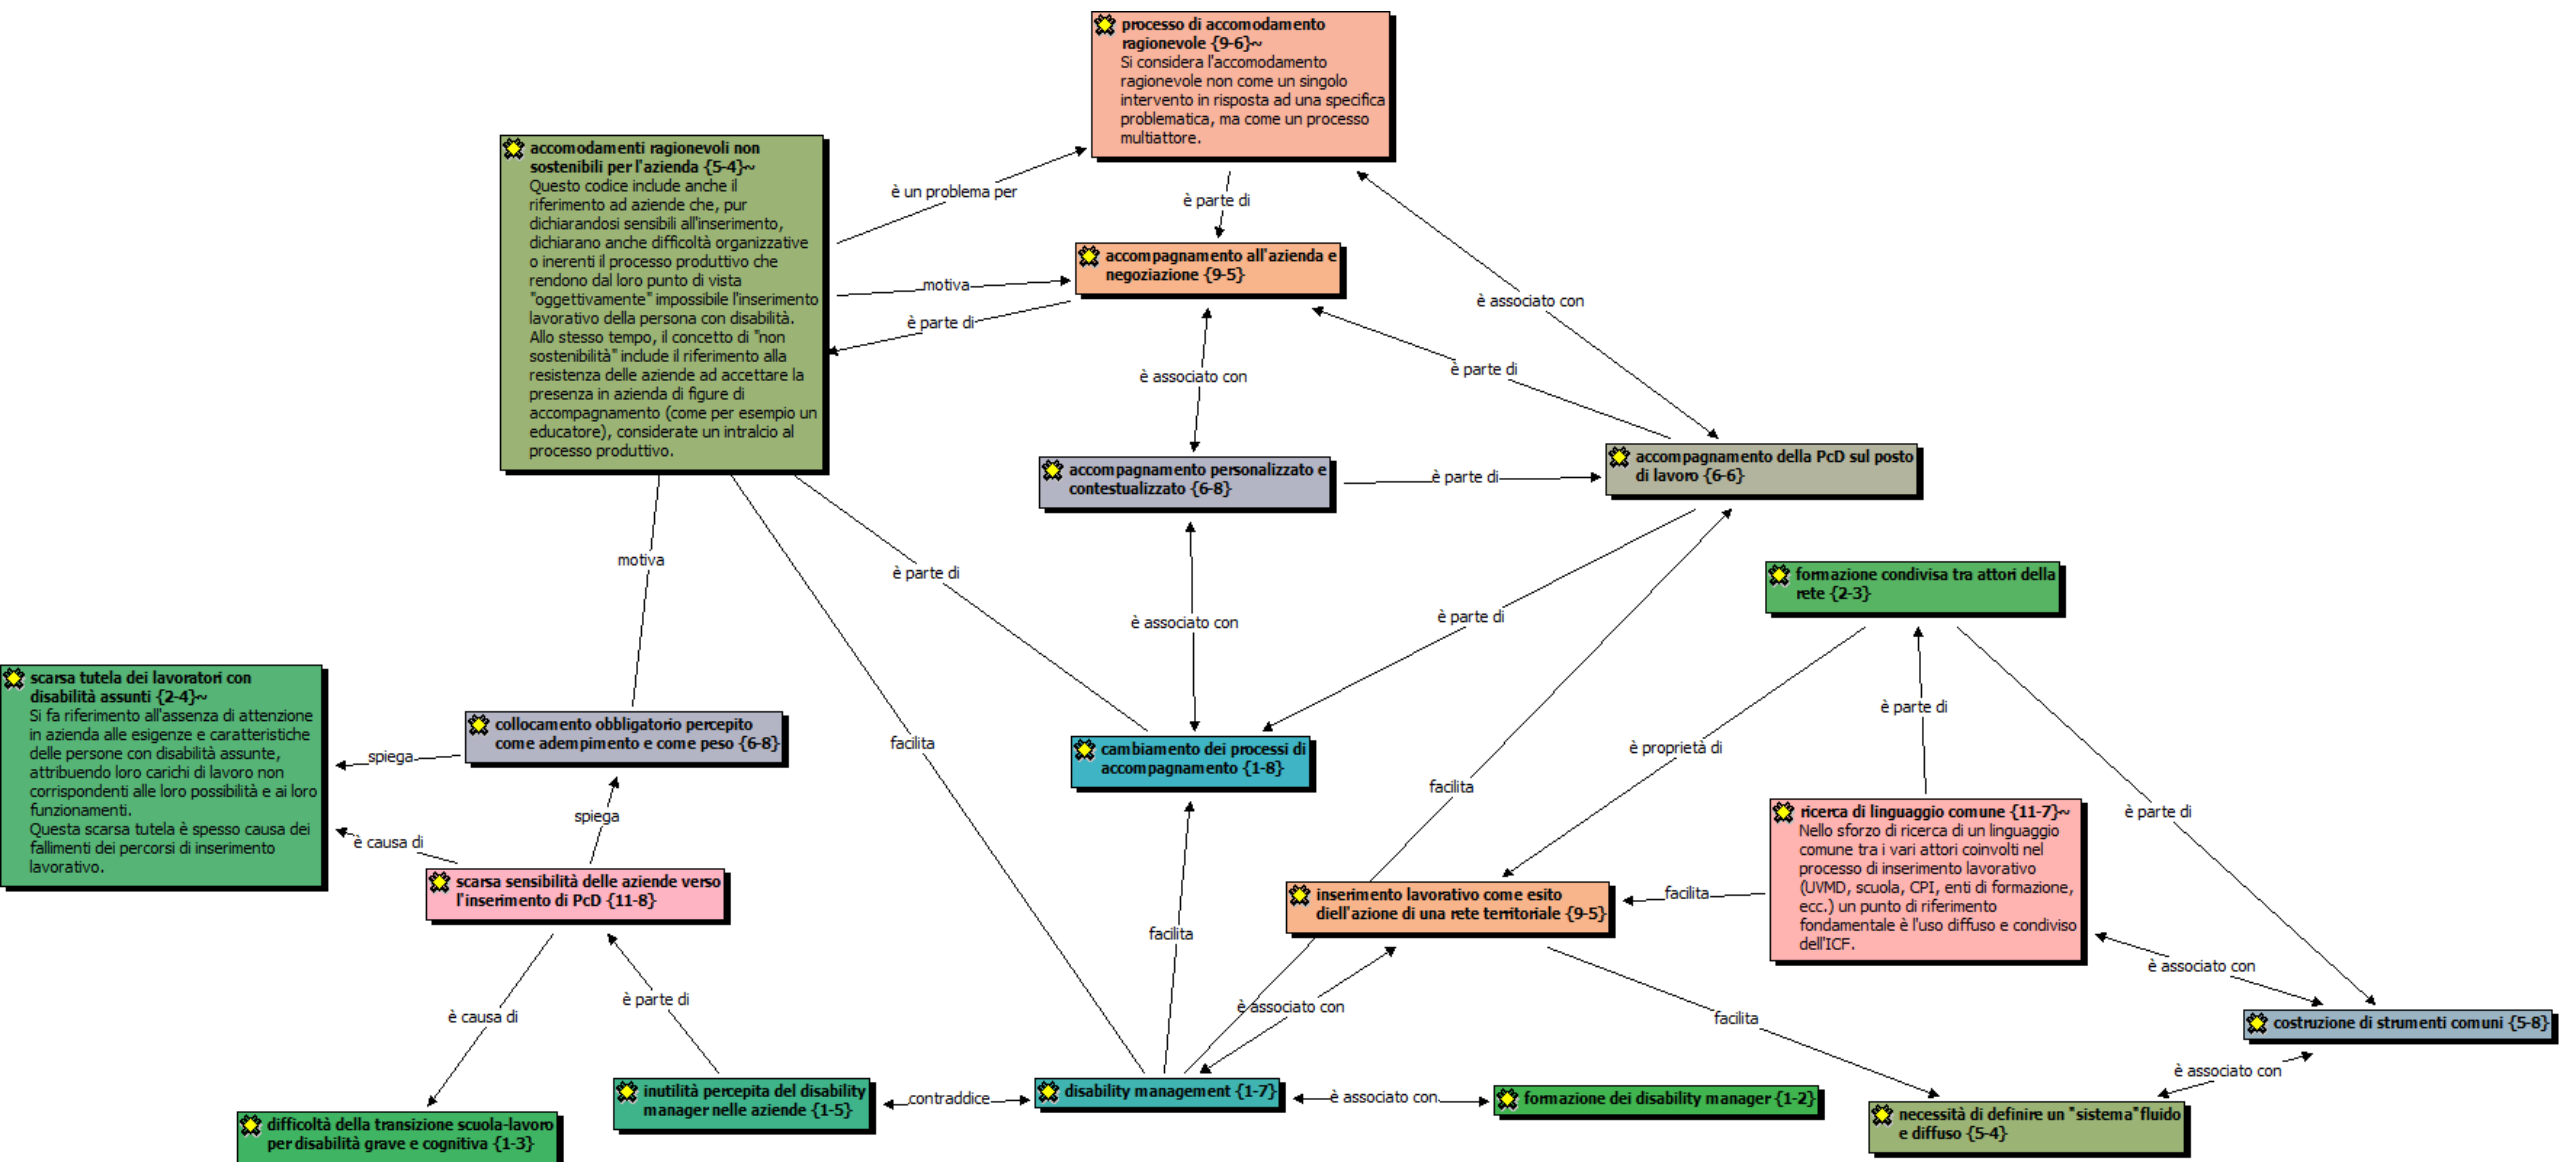 processo di accomodamento
ragionevole {9-6}~
Si considera l'accomodamento
ragionevole non come un singolo
intervento in risposta ad una specifica
problematica, ma come un processo
multiattore.
accomodamenti ragionevoli non
sostenibili per l'azienda {5-4}~
Questo codice include anche il
riferimento ad aziende che, pur
dichiarandosi sensibili all'inserimento,
dichiarano anche difficoltà organizzative
o inerenti il processo produttivo che
rendono dal loro punto di vista
"oggettivamente" impossibile l'inserimento
lavorativo della persona con disabilità.
Allo stesso tempo, il concetto di "non
sostenibilità" include il riferimento alla
resistenza delle aziende ad accettare la
presenza in azienda di figure di
accompagnamento (come per esempio un
educatore), considerate un intralcio al
processo produttivo.
è un problema per
è parte di
accompagnamento all'azienda e
negoziazione {9-5}
motiva
è parte di
è associato con
è associato con
è parte di
accompagnamento personalizzato e
contestualizzato {6-8}
è parte di
accompagnamento della PcD sul posto
di lavoro {6-6}
motiva
è parte di
è associato con
è parte di
formazione condivisa tra attori della
rete {2-3}
scarsa tutela dei lavoratori con
disabilità assunti {2-4}~
Si fa riferimento all'assenza di attenzione
in azienda alle esigenze e caratteristiche
delle persone con disabilità assunte,
attribuendo loro carichi di lavoro non
corrispondenti alle loro possibilità e ai loro
funzionamenti.
Questa scarsa tutela è spesso causa dei
fallimenti dei percorsi di inserimento
lavorativo.
collocamento obbligatorio percepito
come adempimento e come peso {6-8}
spiega
spiega
è causa di
facilita
cambiamento dei processi di
accompagnamento {1-8}
facilita
è proprietà di
è parte di
è parte di
ricerca di linguaggio comune {11-7}~
Nello sforzo di ricerca di un linguaggio
comune tra i vari attori coinvolti nel
processo di inserimento lavorativo
(UVMD, scuola, CPI, enti di formazione,
ecc.) un punto di riferimento
fondamentale è l'uso diffuso e condiviso
dell'ICF.
scarsa sensibilità delle aziende verso
l'inserimento di PcD {11-8}
inserimento lavorativo come esito
diell'azione di una rete territoriale {9-5}
facilita
facilita
è associato con
è causa di
è parte di
è associato con
facilita
costruzione di strumenti comuni {5-8}
è associato con
difficoltà della transizione scuola-lavoro
per disabilità grave e cognitiva {1-3}
inutilità percepita del disability
manager nelle aziende {1-5}
contraddice
disability management {1-7}
è associato con
formazione dei disability manager {1-2}
necessità di definire un "sistema"fluido
e diffuso {5-4}